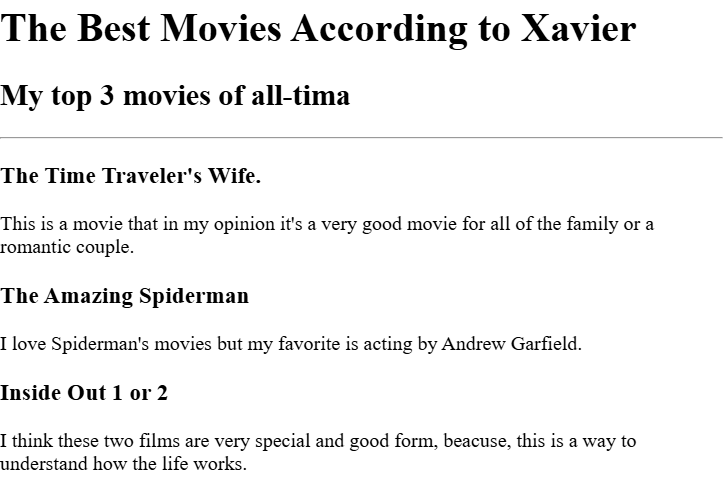 The Best Movies According to Xavier
My top 3 movies of all-tima
The Time Traveler's Wife.
This is a movie that in my opinion it's a very good movie for all of the family or a
romantic couple.
The Amazing Spiderman
I love Spiderman's movies but my favorite is acting by Andrew Garfield.
Inside Out 1 or 2
I think these two films are very special and good form, beacuse, this is a way to
understand how the life works.